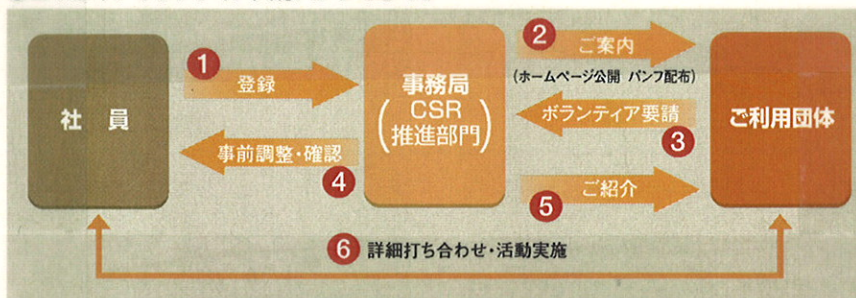 1
登録
社 員
事前調整・確認
4
事務局
(CSR
推進部門)
2
ご案内
(ホームページ公開 パンフ配布)
ボランティア要請
3
5
ご紹介
ご利用団体
6 詳細打ち合わせ・活動実施